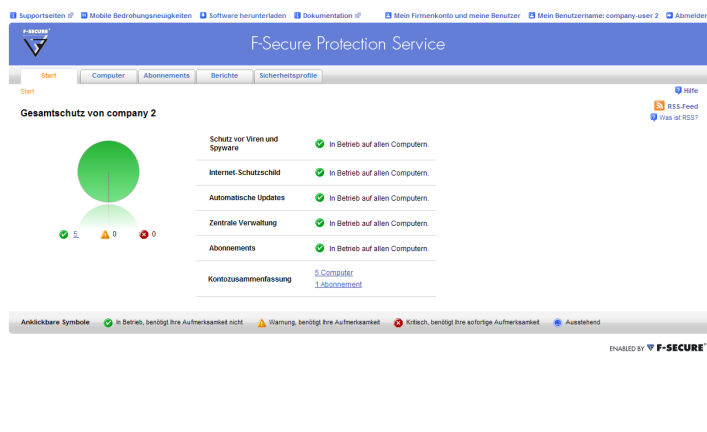 Supportseiten Mobile Bedrohungsneuigkeiten Software herunterladen Dokumentation Mein Firmenkonto und meine Benutzer Mein Benutzername: company-user 2 Abmelden
F-SECURE
F-Secure Protection Service
Start Computer Abonnements Berichte Sicherheitsprofile
Start
Hilfe
RSS-Feed
Was ist RSS?
Gesamtschutz von company 2
Schutz vor Viren und
Spyware
In Betrieb auf allen Computern.
Internet-Schutzschild In Betrieb auf allen Computern.
Automatische Updates In Betrieb auf allen Computern.
Zentrale Verwaltung In Betrieb auf allen Computern.
5 0 0
Abonnements In Betrieb auf allen Computern.
Kontozusammenfassung
5 Computer
1 Abonnement
Anklickbare Symbole In Betrieb, benötigt Ihre Aufmerksamkeit nicht Warnung, benötigt Ihre Aufmerksamkeit Kritisch, benötigt Ihre sofortige Aufmerksamkeit Ausstehend
ENABLED BY F-SECURE